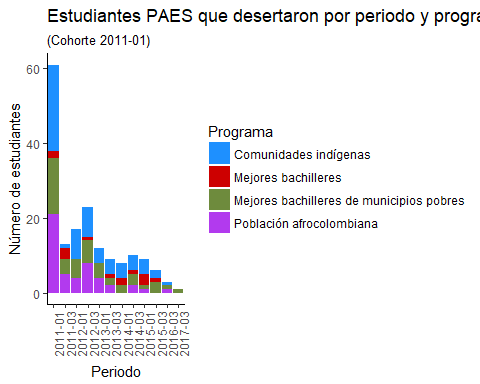 Estudiantes PAES que desertaron por periodo y progra
(Cohorte 2011-01)
Número de estudiantes
60
40
20
0
2011-01
2011-03
2012-01
2012-03
2013-01
2013-03
2014-01
2014-03
2015-01
2015-03
2016-03
2017-03
Periodo
Programa
Comunidades indígenas
Mejores bachilleres
Mejores bachilleres de municipios pobres
Población afrocolombiana